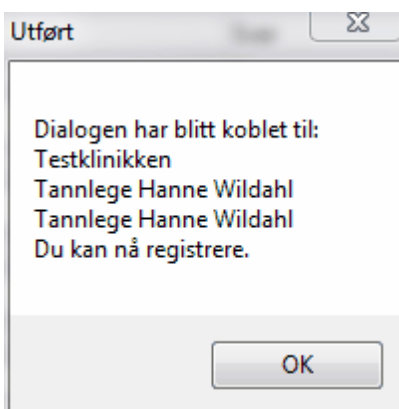 Utført
Dialogen har blitt koblet til:
Testklinikken
Tannlege Hanne Wildahl
Tannlege Hanne Wildahl
Du kan nå registrere.
OK